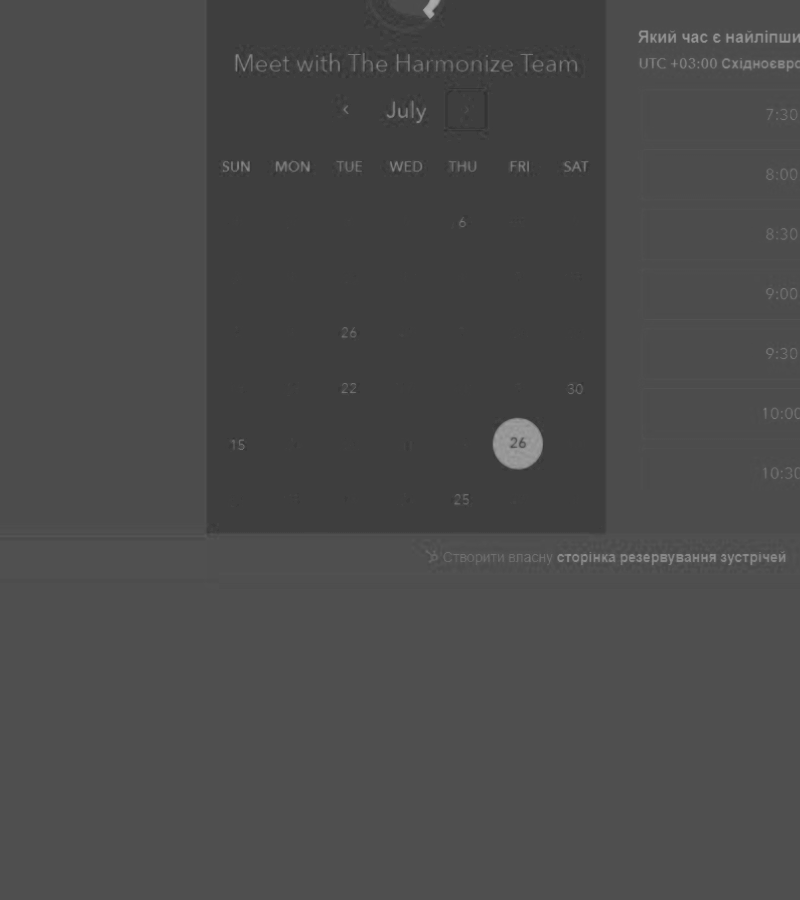 Meet with The Harmonize Team
July
SUN MON TUE WED THU FRI SAT
6
26
22 30
15 26
25
Який час є
UTC +03:00
7:30
8:00
8:30
9:00
9:30
10:00
10:30
Створити власну сторінка резервування зустрічей